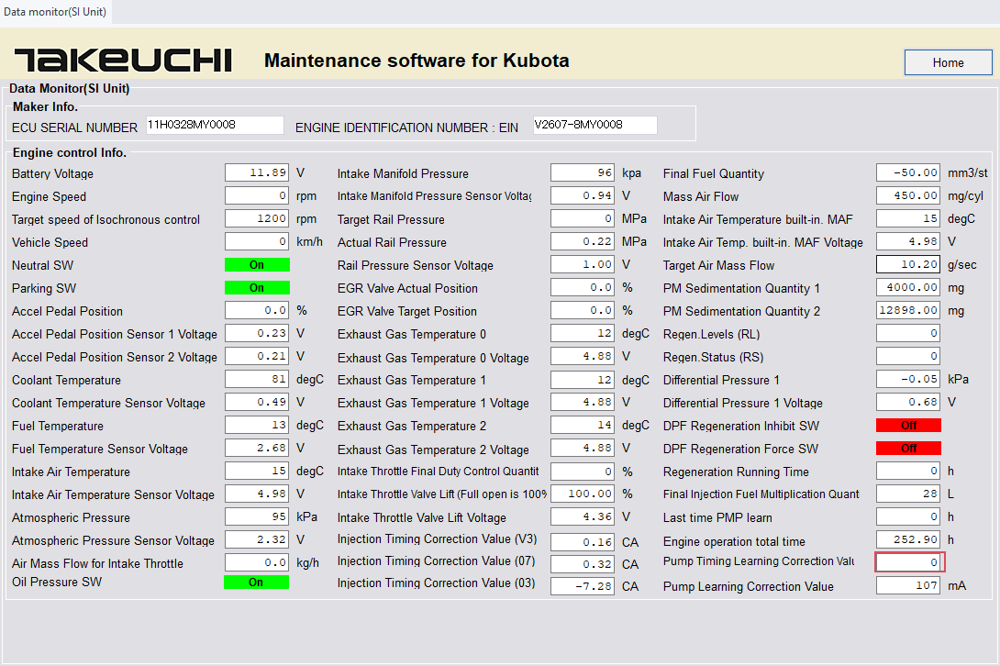 Data monitor(SI Unit)
TAKEUCHI Maintenance software for Kubota Home
Data Monitor(SI Unit)
Maker Info.
ECU SERIAL NUMBER 11H0328MY0008 ENGINE IDENTIFICATION NUMBER : EIN V2607-8MY0008
Engine control Info.
Battery Voltage 11.89 V Intake Manifold Pressure 96 kpa Final Fuel Quantity -50.00 mm3/st
Engine Speed 0 rpm Intake Manifold Pressure Sensor Voltag 0.94 V Mass Air Flow 450.00 mg/cyl
Target speed of Isochronous control 1200 rpm Target Rail Pressure 0 MPa Intake Air Temperature built-in. MAF 15 degC
Vehicle Speed 0 km/h Actual Rail Pressure 0.22 MPa Intake Air Temp. built-in. MAF Voltage 4.98 V
Neutral SW On Rail Pressure Sensor Voltage 1.00 V Target Air Mass Flow 10.20 g/sec
Parking SW On EGR Valve Actual Position 0.0 % PM Sedimentation Quantity 1 4000.00 mg
Accel Pedal Position 0.0 % EGR Valve Target Position 0.0 % PM Sedimentation Quantity 2 12898.00 mg
Accel Pedal Position Sensor 1 Voltage 0.23 V Exhaust Gas Temperature 0 12 degC Regen.Levels (RL) 0
Accel Pedal Position Sensor 2 Voltage 0.21 V Exhaust Gas Temperature 0 Voltage 4.88 V Regen.Status (RS) 0
Coolant Temperature 81 degC Exhaust Gas Temperature 1 12 degC Differential Pressure 1 -0.05 kPa
Coolant Temperature Sensor Voltage 0.49 V Exhaust Gas Temperature 1 Voltage 4.88 V Differential Pressure 1 Voltage 0.68 V
Fuel Temperature 13 degC Exhaust Gas Temperature 2 14 degC DPF Regeneration Inhibit SW Off
Fuel Temperature Sensor Voltage 2.68 V Exhaust Gas Temperature 2 Voltage 4.88 V DPF Regeneration Force SW Off
Intake Air Temperature 15 degC Intake Throttle Final Duty Control Quantit 0 % Regeneration Running Time 0 h
Intake Air Temperature Sensor Voltage 4.98 V Intake Throttle Valve Lift (Full open is 100% 100.00 % Final Injection Fuel Multiplication Quant 28 L
Atmospheric Pressure 95 kPa Intake Throttle Valve Lift Voltage 4.36 V Last time PMP learn 0 h
Atmospheric Pressure Sensor Voltage 2.32 V Injection Timing Correction Value (V3) 0.16 CA Engine operation total time 252.90 h
Air Mass Flow for Intake Throttle 0.0 kg/h Injection Timing Correction Value (07) 0.32 CA Pump Timing Learning Correction Valu 0
Oil Pressure SW On Injection Timing Correction Value (03) -7.28 CA Pump Learning Correction Value 107 mA